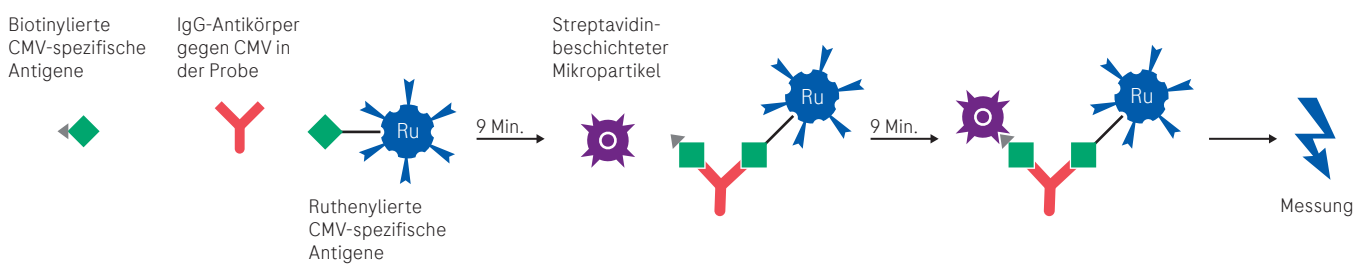 Biotinylierte
CMV-spezifische
Antigene
IgG-Antikörper
gegen CMV in
der Probe
Ru
Ruthenylierte
CMV-spezifische
Antigene
9 Min.
Streptavidin-
beschichteter
Mikropartikel
Ru
9 Min.
Ru
Messung